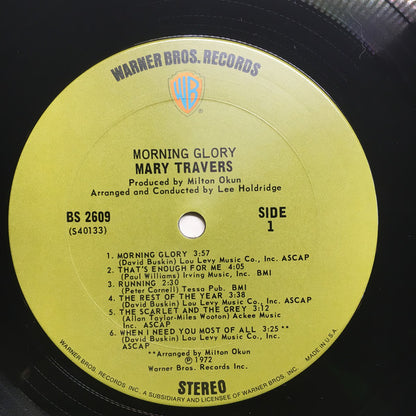 WARNER BROS. RECORDS
WB
MORNING GLORY
MARY TRAVERS
Produced by Milton Okun
Arranged and Conducted by Lee Holdridge
BS 2609
(S40133)
SIDE
1
1. MORNING GLORY 3:57
(David Buskin) Lou Levy Music Co., Inc. ASCAP
2. THAT'S ENOUGH FOR ME 4:05
(Paul Williams) Irving Music, Inc. BMI
3. RUNNING 2:30
(Peter Cornell) Tessa Pub. BMI
4. THE REST OF THE YEAR 3:38
(David Buskin) Lou Levy Music Co., Inc. ASCAP
5. THE SCARLET AND THE GREY 3:12
(Allan Taylor-Miles Wooton) Ackee Music
Inc. ASCAP
6. WHEN I NEED YOU MOST OF ALL 3:25**
(David Buskin) Lou Levy Music Co., Inc.
ASCAP
**Arranged by Milton Okun
Ⓟ 1972
Warner Bros. Records Inc.
STEREO
WARNER BROS. RECORDS INC. A SUBSIDIARY AND LICENSEE OF WARNER BROS. INC.
MADE IN U.S.A.